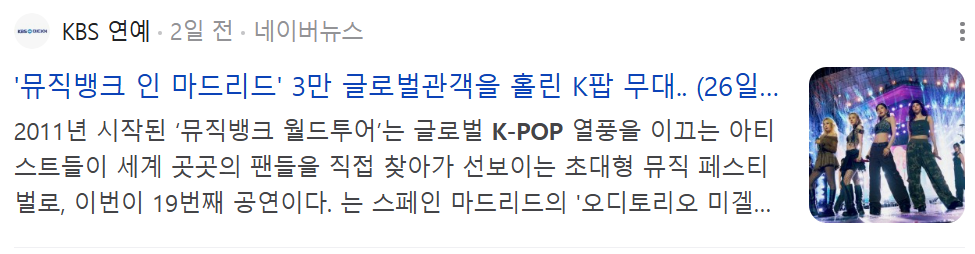 KBS 연예 · 2일 전 · 네이버뉴스
'뮤직뱅크 인 마드리드' 3만 글로벌관객을 홀린 K팝 무대.. (26일...
2011년 시작된 ‘뮤직뱅크 월드투어’는 글로벌 K-POP 열풍을 이끄는 아티
스트들이 세계 곳곳의 팬들을 직접 찾아가 선보이는 초대형 뮤직 페스티
벌로, 이번이 19번째 공연이다. 는 스페인 마드리드의 '오디토리오 미겔...